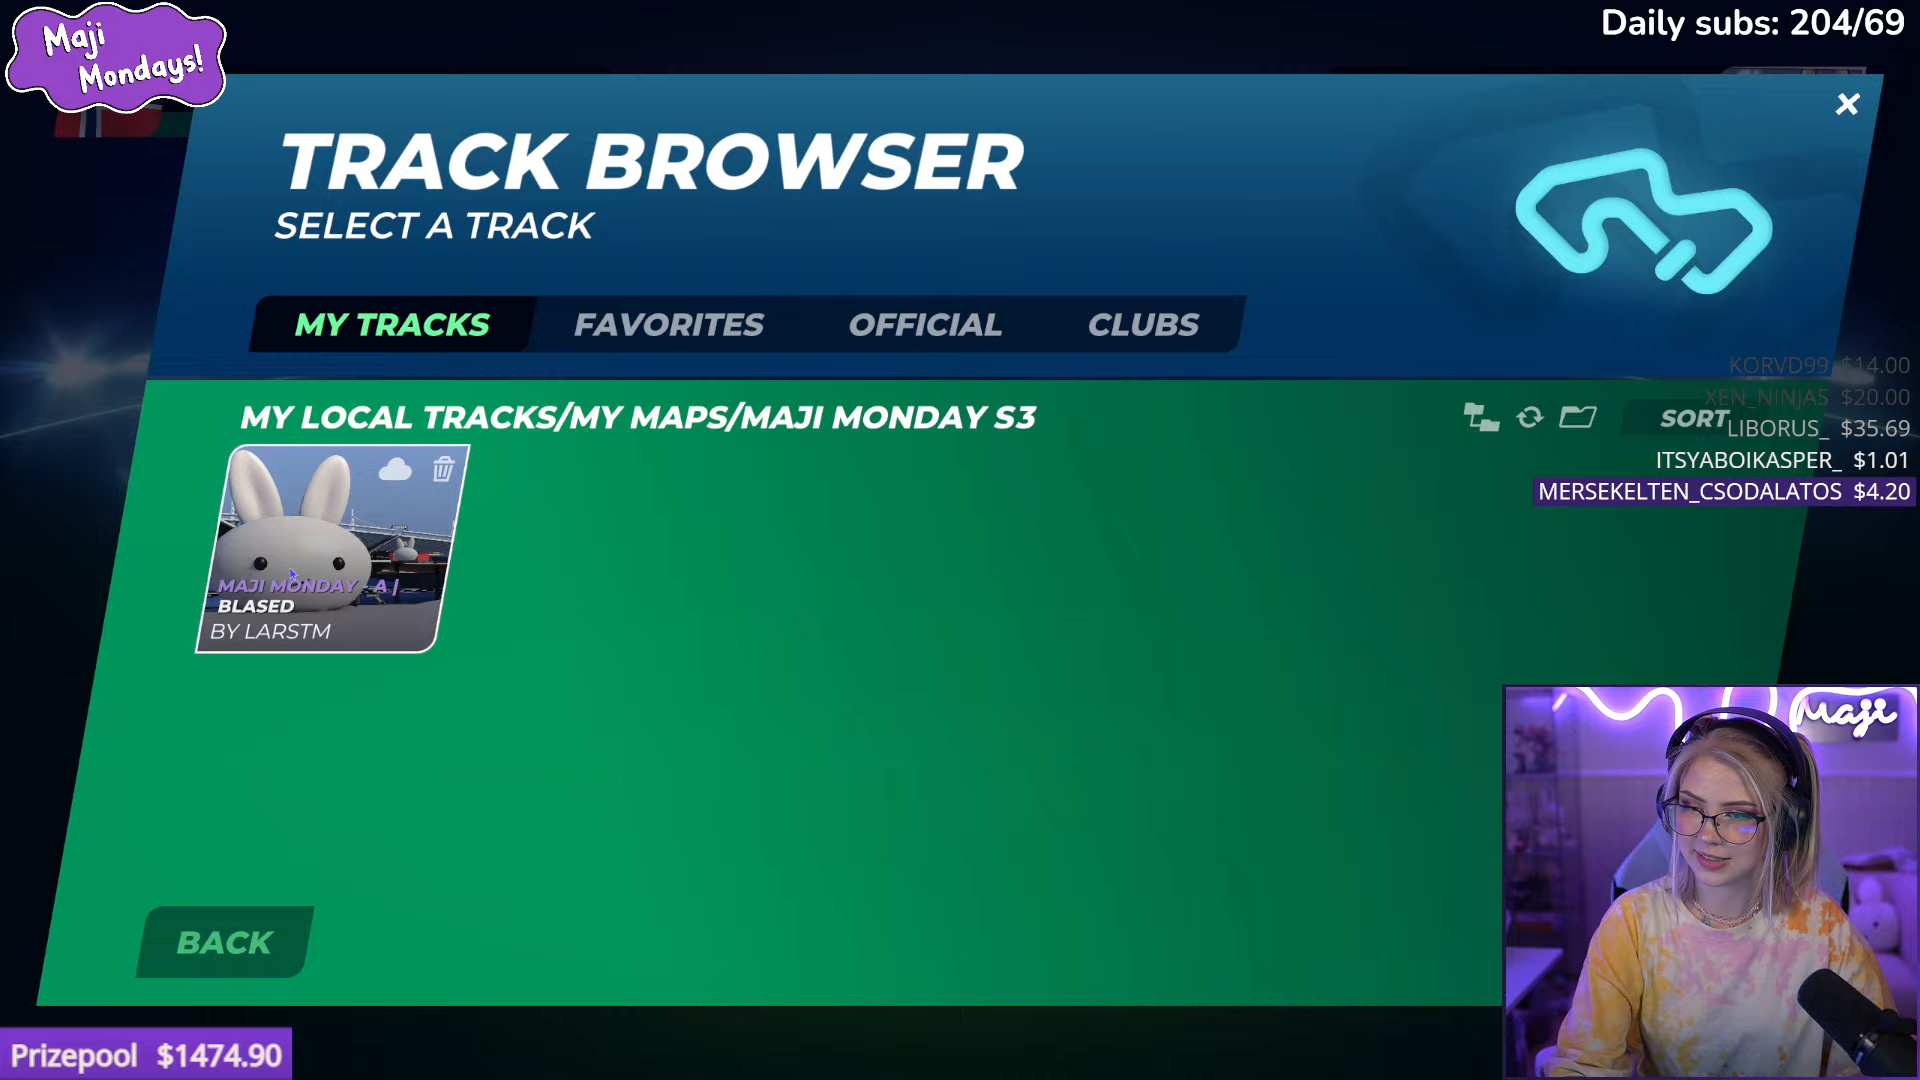 Maji
Mondays!
Daily subs: 204/69
TRACK BROWSER
SELECT A TRACK
MY TRACKS
FAVORITES
OFFICIAL
CLUBS
KORVD99 $14.00
XEN_NINJAS $20.00
LIBORUS_ $35.69
ITSYABOIKASPER_ $1.01
MERSEKELTEN_CSODALATOS $4.20
MY LOCAL TRACKS/MY MAPS/MAJI MONDAY S3
SORT
MAJI MONDAY - A |
BLASED
BY LARSTM
Maji
BACK
Prizepool $1474.90